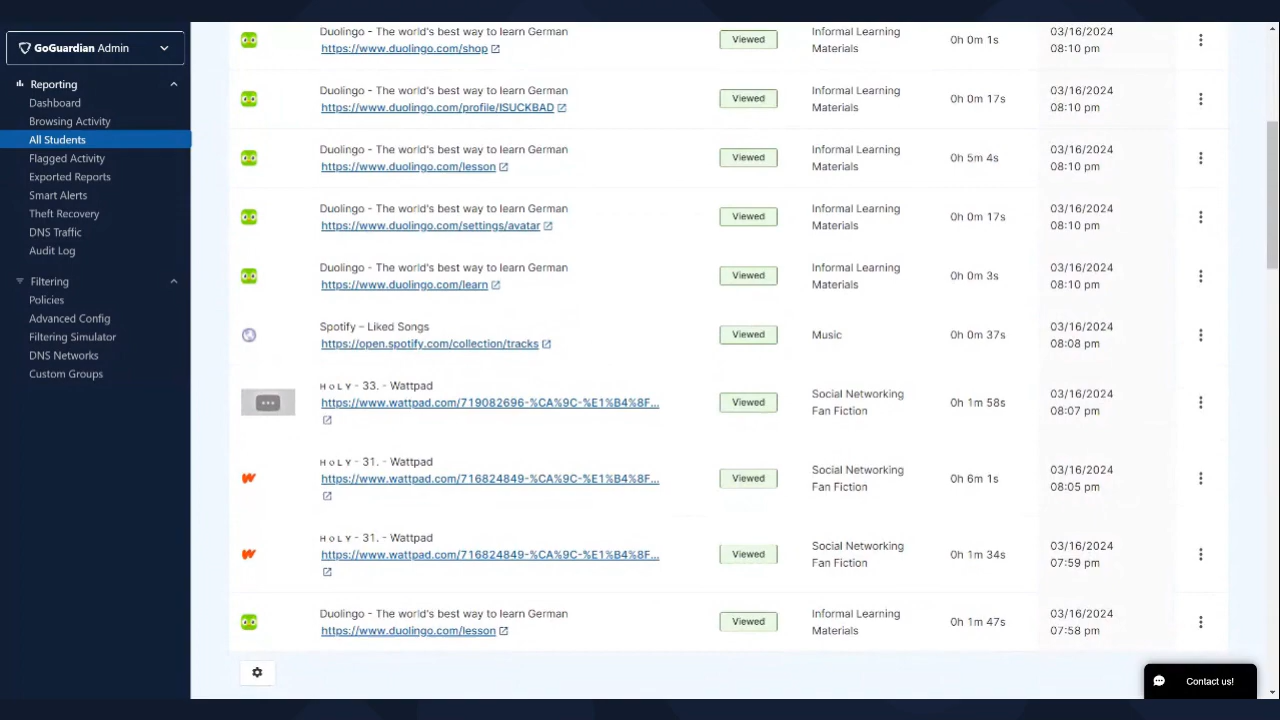 GoGuardian Admin
Reporting
Dashboard
Browsing Activity
All Students
Flagged Activity
Exported Reports
Smart Alerts
Theft Recovery
DNS Traffic
Audit Log
Filtering
Policies
Advanced Config
Filtering Simulator
DNS Networks
Custom Groups
Duolingo - The world's best way to learn German
https://www.duolingo.com/shop
Viewed
Informal Learning
Materials
0h 0m 1s
03/16/2024
08:10 pm
Duolingo - The world's best way to learn German
https://www.duolingo.com/profile/ISUCKBAD
Viewed
Informal Learning
Materials
0h 0m 17s
03/16/2024
08:10 pm
Duolingo - The world's best way to learn German
https://www.duolingo.com/lesson
Viewed
Informal Learning
Materials
0h 5m 4s
03/16/2024
08:10 pm
Duolingo - The world's best way to learn German
https://www.duolingo.com/settings/avatar
Viewed
Informal Learning
Materials
0h 0m 17s
03/16/2024
08:10 pm
Duolingo - The world's best way to learn German
https://www.duolingo.com/learn
Viewed
Informal Learning
Materials
0h 0m 3s
03/16/2024
08:10 pm
Spotify – Liked Songs
https://open.spotify.com/collection/tracks
Viewed
Music
0h 0m 37s
03/16/2024
08:08 pm
ʜ ᴏ ʟ ʏ - 33. - Wattpad
https://www.wattpad.com/719082696-%CA%9C-%E1%B4%8F...
Viewed
Social Networking
Fan Fiction
0h 1m 58s
03/16/2024
08:07 pm
ʜ ᴏ ʟ ʏ - 31. - Wattpad
https://www.wattpad.com/716824849-%CA%9C-%E1%B4%8F...
Viewed
Social Networking
Fan Fiction
0h 6m 1s
03/16/2024
08:05 pm
ʜ ᴏ ʟ ʏ - 31. - Wattpad
https://www.wattpad.com/716824849-%CA%9C-%E1%B4%8F...
Viewed
Social Networking
Fan Fiction
0h 1m 34s
03/16/2024
07:59 pm
Duolingo - The world's best way to learn German
https://www.duolingo.com/lesson
Viewed
Informal Learning
Materials
0h 1m 47s
03/16/2024
07:58 pm
Contact us!